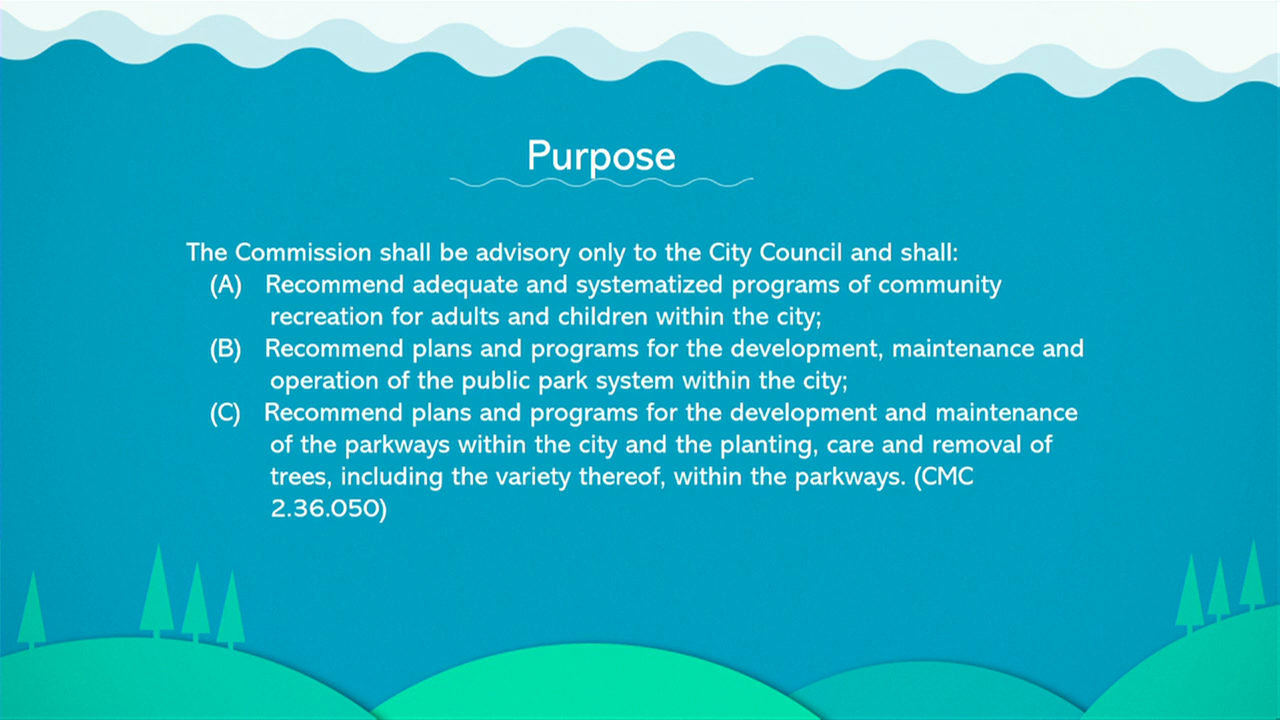 Purpose
The Commission shall be advisory only to the City Council and shall:
(A) Recommend adequate and systematized programs of community
recreation for adults and children within the city;
(B) Recommend plans and programs for the development, maintenance and
operation of the public park system within the city;
(C) Recommend plans and programs for the development and maintenance
of the parkways within the city and the planting, care and removal of
trees, including the variety thereof, within the parkways. (CMC
2.36.050)